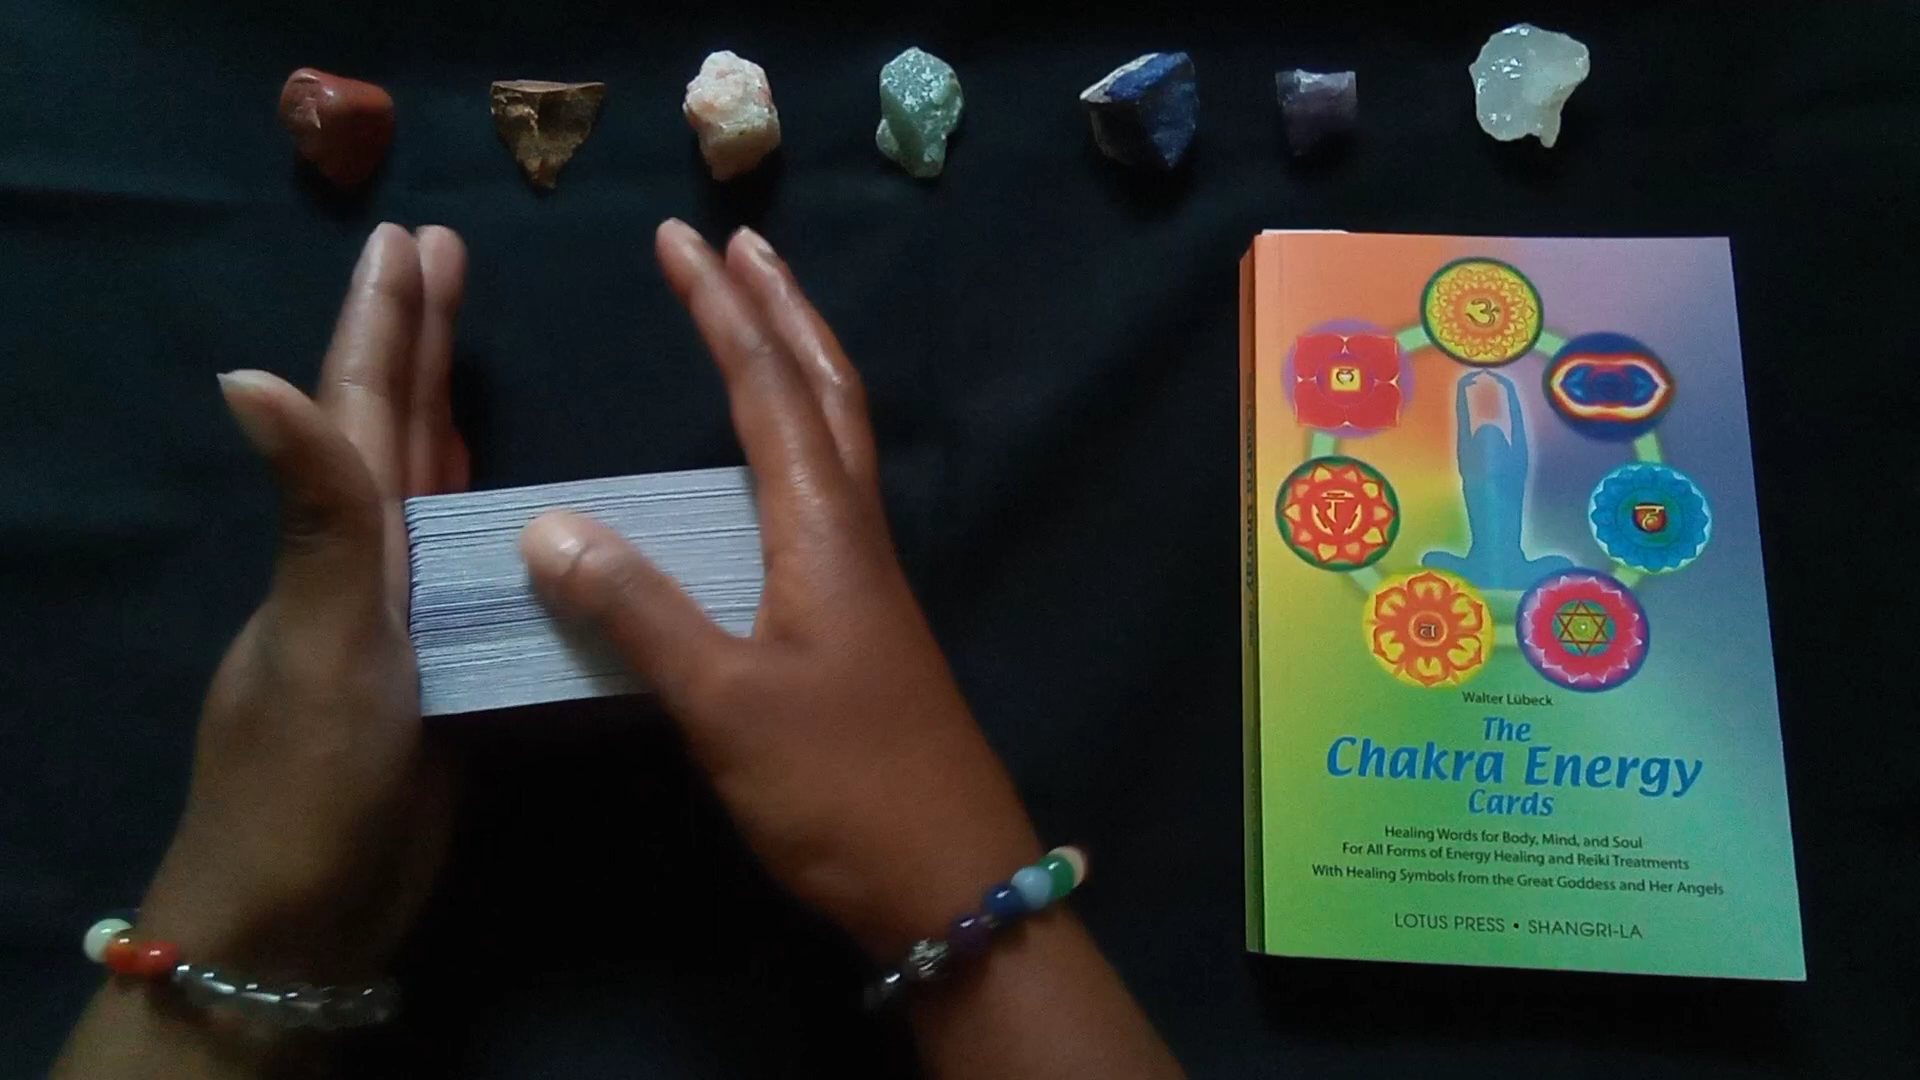 Walter Lübeck
The
Chakra Energy
Cards
Healing Words for Body, Mind, and Soul
For All Forms of Energy Healing and Reiki Treatments
With Healing Symbols from the Great Goddess and Her Angels
LOTUS PRESS • SHANGRI-LA